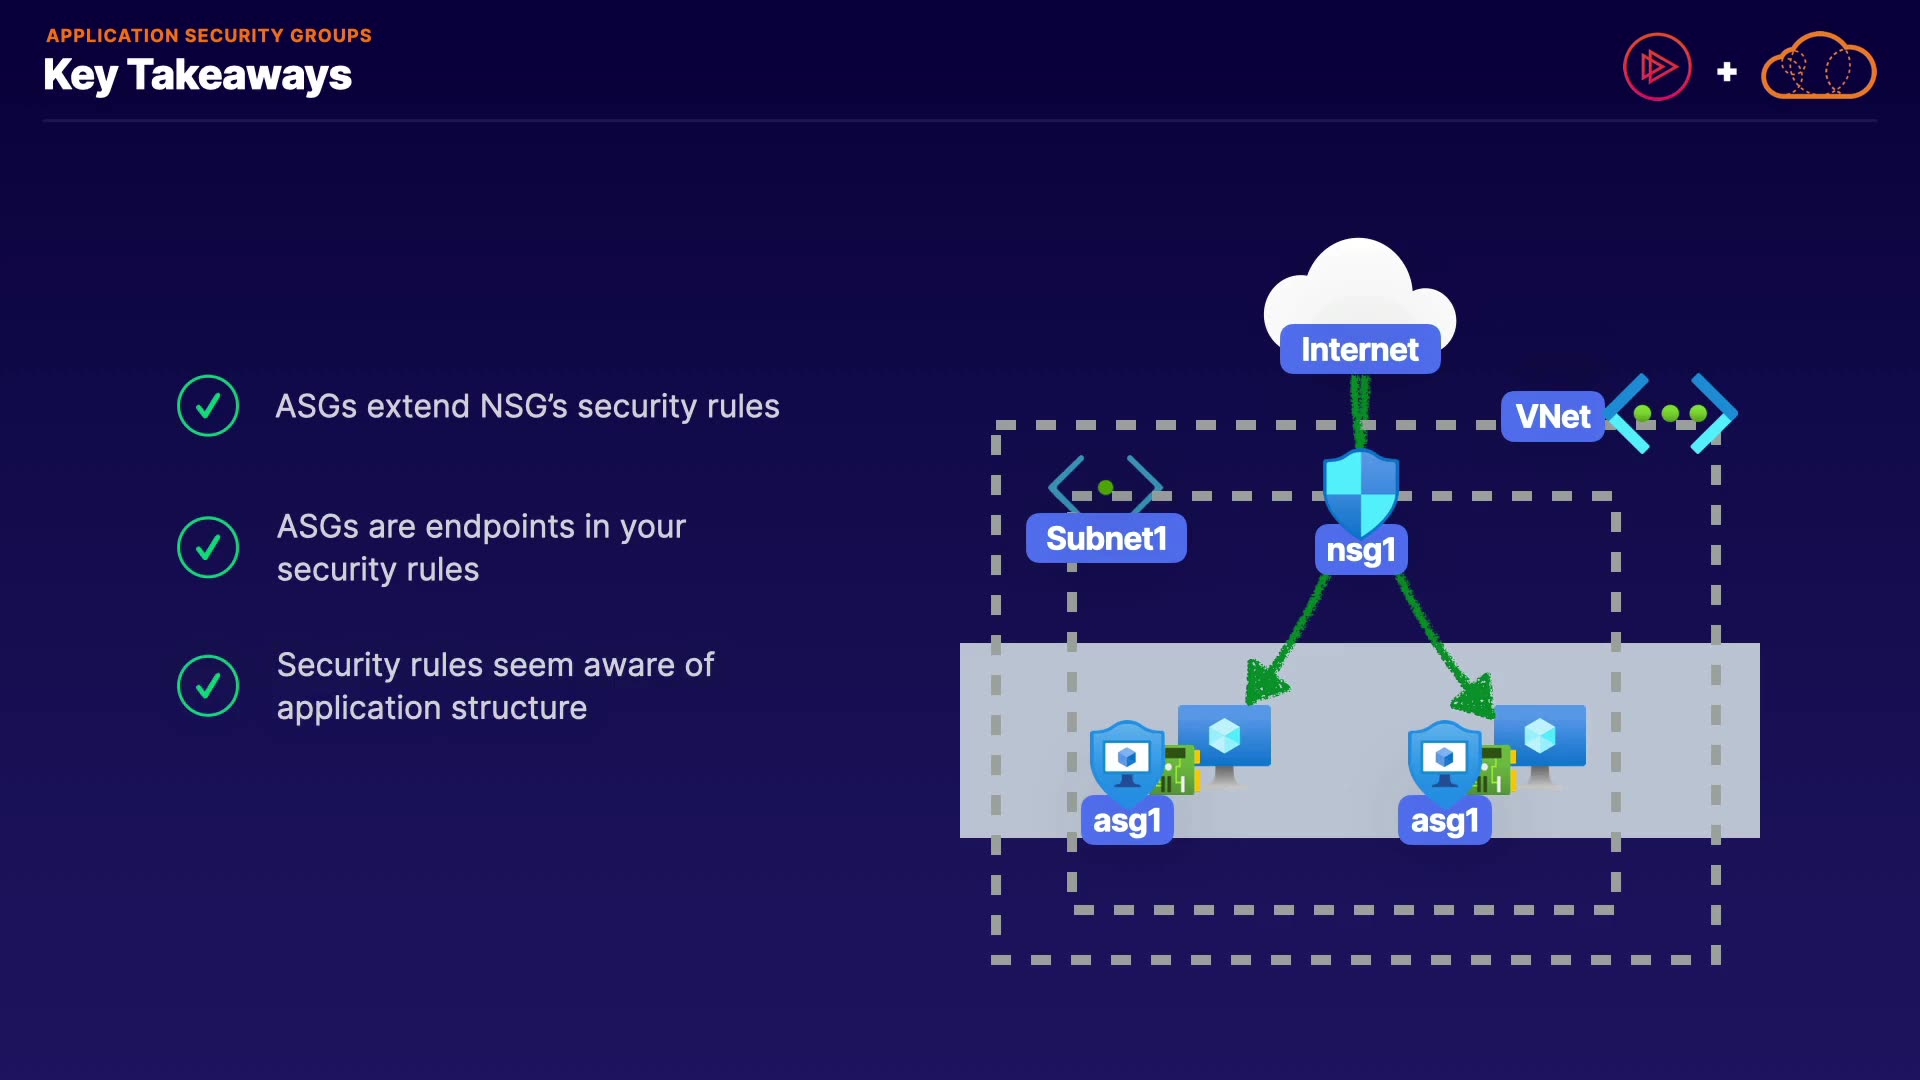 APPLICATION SECURITY GROUPS
Key Takeaways
ASGs extend NSG’s security rules
ASGs are endpoints in your
security rules
Security rules seem aware of
application structure
Internet
VNet
Subnet1
nsg1
asg1
asg1